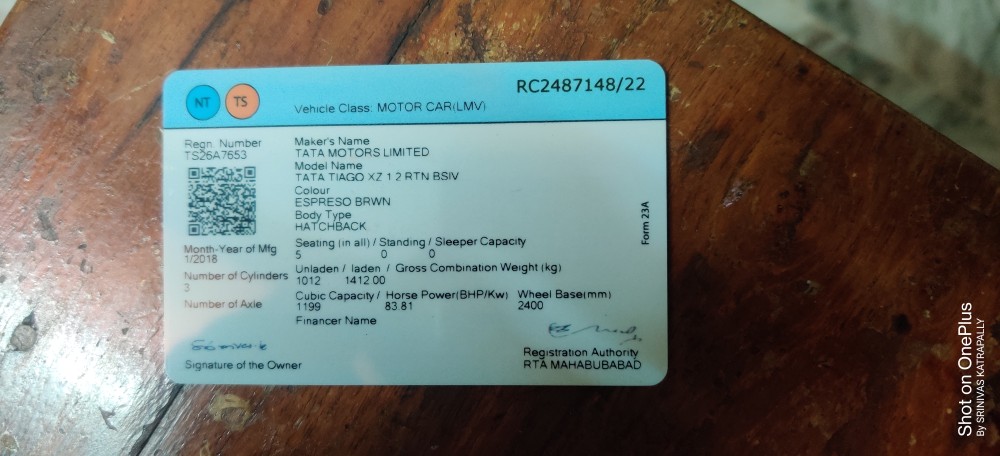 NT TS
RC2487148/22
Vehicle Class: MOTOR CAR(LMV)
Regn. Number
TS26A7653
Maker's Name
TATA MOTORS LIMITED
Model Name
TATA TIAGO XZ 1 2 RTN BSIV
Colour
ESPRESO BRWN
Body Type
HATCHBACK
Form 23A
Month-Year of Mfg
1/2018
Seating (in all) / Standing / Sleeper Capacity
5 0 0
Number of Cylinders
3
Unladen / laden / Gross Combination Weight (kg)
1012 1412.00
Number of Axle
Cubic Capacity / Horse Power(BHP/Kw) Wheel Base(mm)
1199 83.81 2400
Financer Name
Signature of the Owner
Registration Authority
RTA MAHABUBABAD
Shot on OnePlus
By SRINIVAS KATRAPALLY